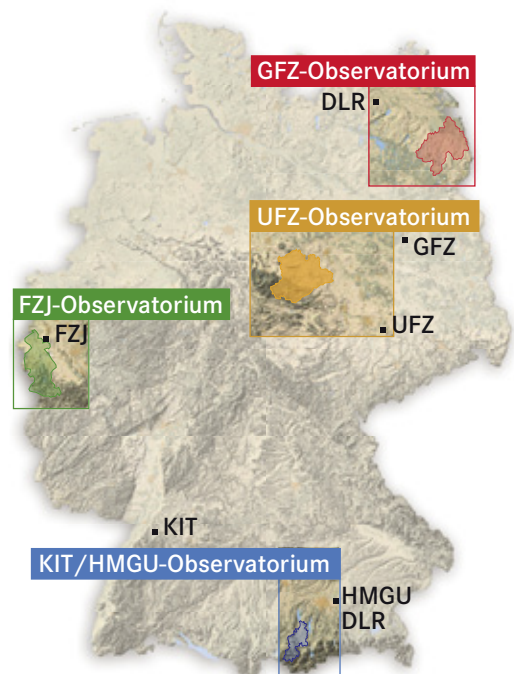 GFZ-Observatorium
DLR
UFZ-Observatorium
GFZ
FZJ-Observatorium
FZJ
UFZ
KIT
KIT/HMGU-Observatorium
HMGU
DLR